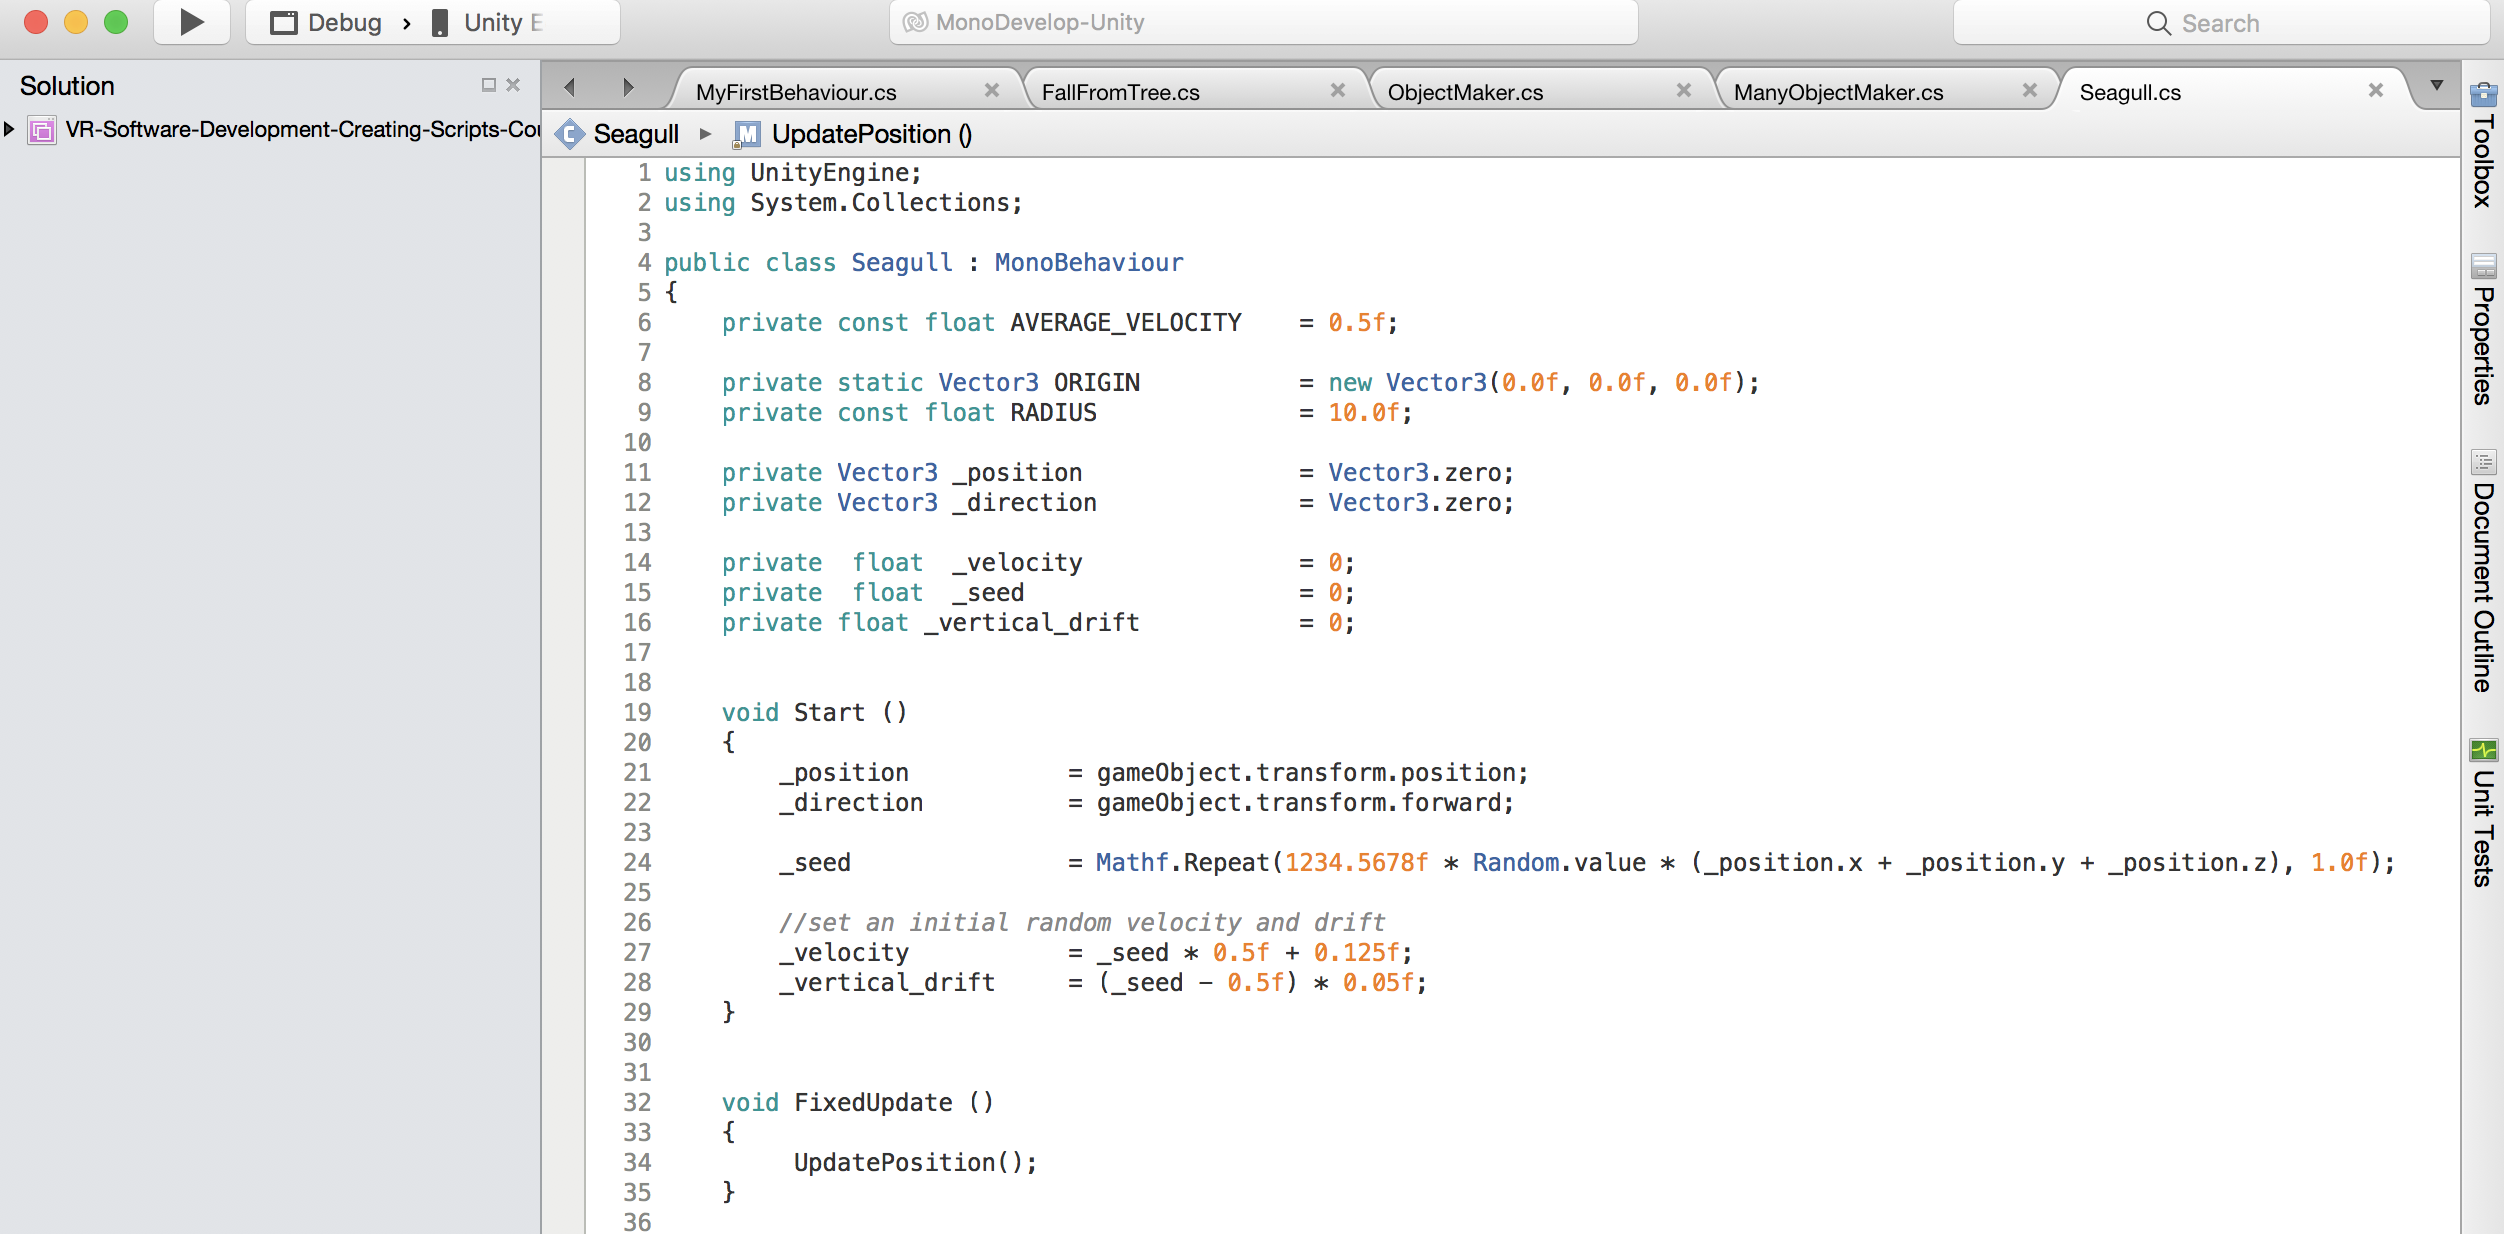 Debug › Unity E
MonoDevelop-Unity
Search
Solution
VR-Software-Development-Creating-Scripts-Cou
MyFirstBehaviour.cs
FallFromTree.cs
ObjectMaker.cs
ManyObjectMaker.cs
Seagull.cs
Seagull ▸ M UpdatePosition ()
1 using UnityEngine;
2 using System.Collections;
3
4 public class Seagull : MonoBehaviour
5 {
6     private const float AVERAGE_VELOCITY    = 0.5f;
7
8     private static Vector3 ORIGIN           = new Vector3(0.0f, 0.0f, 0.0f);
9     private const float RADIUS              = 10.0f;
10
11     private Vector3 _position               = Vector3.zero;
12     private Vector3 _direction              = Vector3.zero;
13
14     private  float  _velocity               = 0;
15     private  float  _seed                   = 0;
16     private float _vertical_drift           = 0;
17
18
19     void Start ()
20     {
21         _position           = gameObject.transform.position;
22         _direction          = gameObject.transform.forward;
23
24         _seed               = Mathf.Repeat(1234.5678f * Random.value * (_position.x + _position.y + _position.z), 1.0f);
25
26         //set an initial random velocity and drift
27         _velocity           = _seed * 0.5f + 0.125f;
28         _vertical_drift     = (_seed - 0.5f) * 0.05f;
29     }
30
31
32     void FixedUpdate ()
33     {
34          UpdatePosition();
35     }
36
Toolbox
Properties
Document Outline
Unit Tests